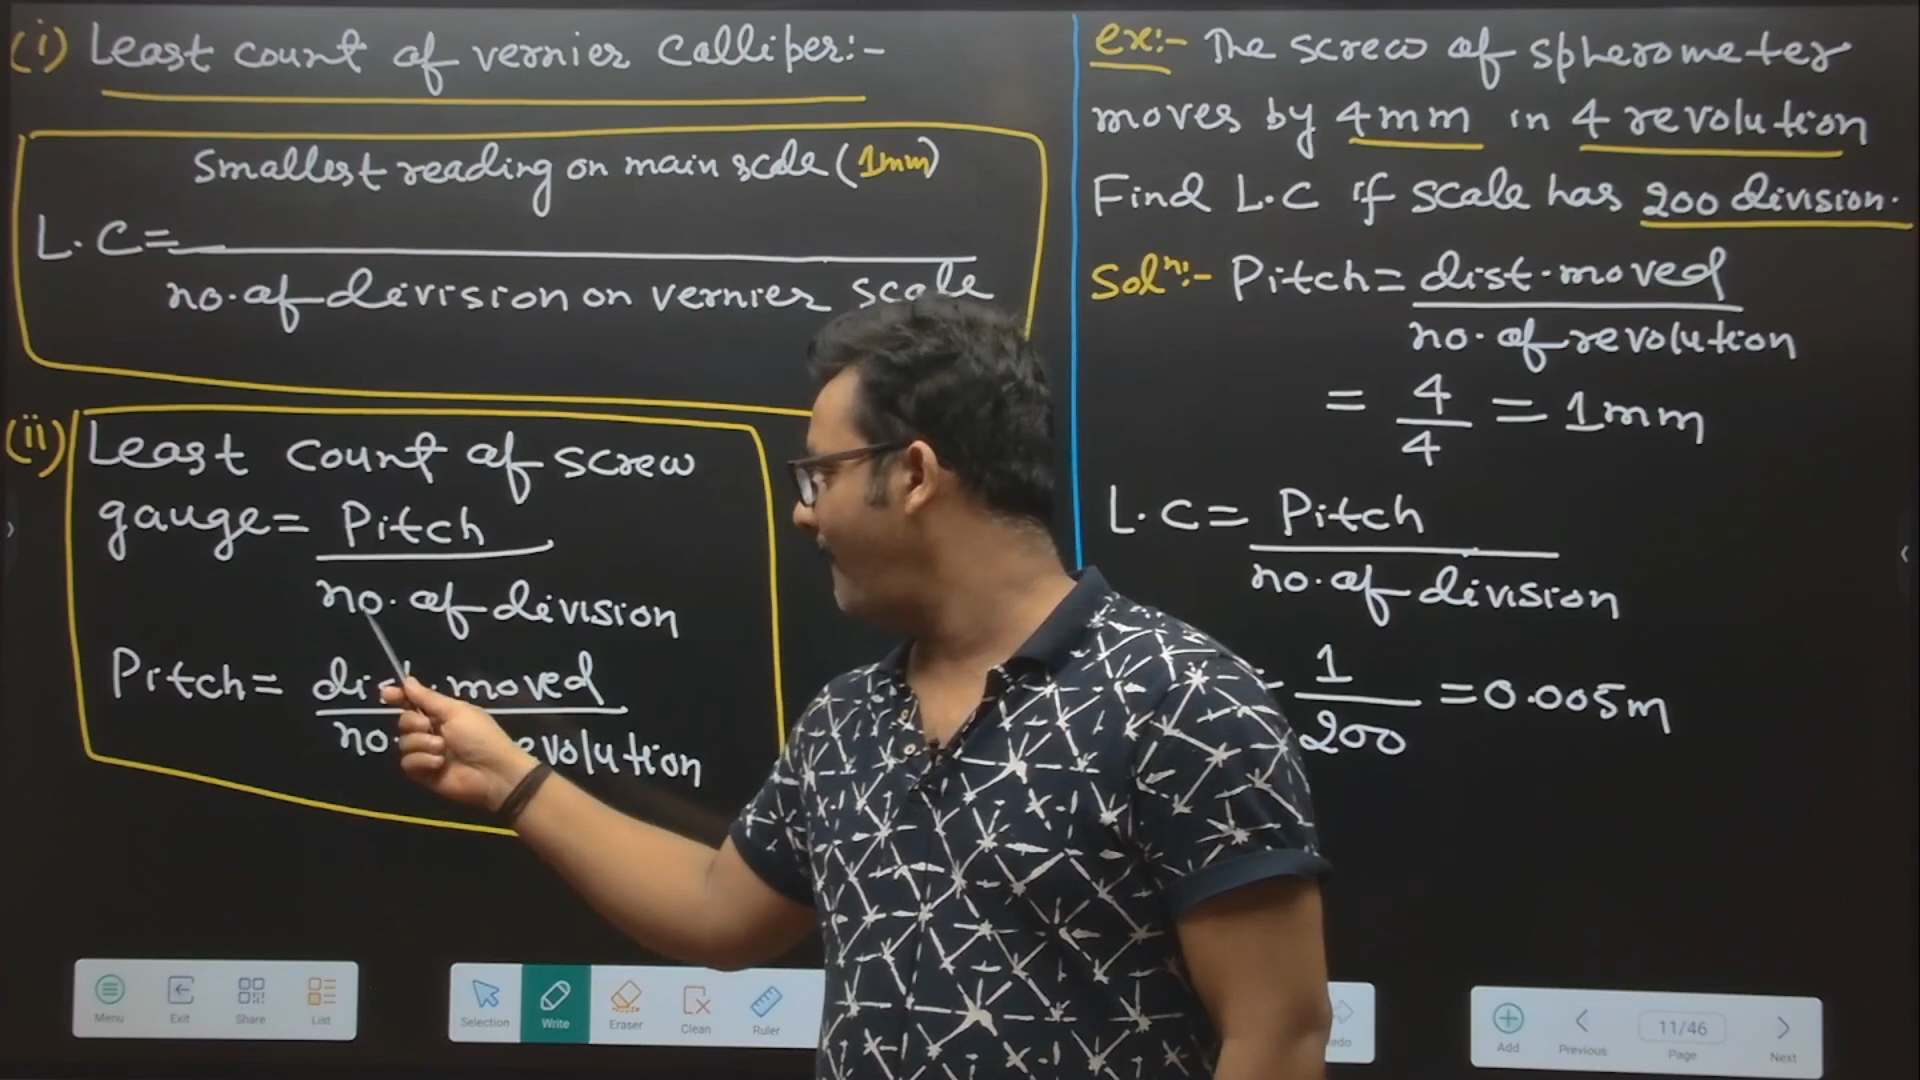 (i) Least count of vernier Calliper:-
Smallest reading on main scale (1mm)
L.C=
no. of division on vernier scale
(ii) Least count of screw
gauge= Pitch
no. of division
Pitch= dist. moved
no. revolution
ex:- The screw of spherometer
moves by 4mm in 4 revolution
Find L.C if scale has 200 division.
Solⁿ:- Pitch= dist. moved
no. of revolution
= 4 = 1mm
4
L.C= Pitch
no. of division
1 =0.005m
200
Menu
Exit
Share
List
Selection
Write
Eraser
Clean
Ruler
Add
Previous
11/46
Page
Next